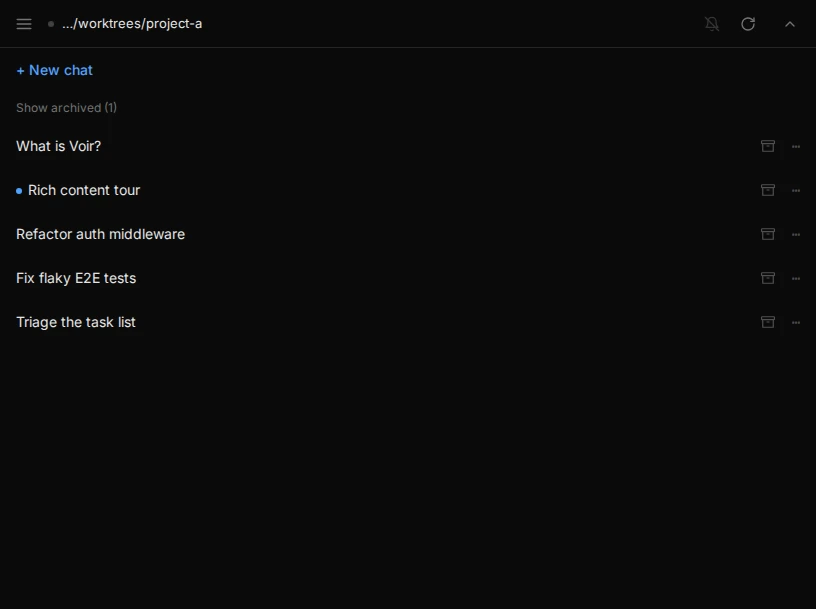 .../worktrees/project-a
+ New chat
Show archived (1)
What is Voir?
Rich content tour
Refactor auth middleware
Fix flaky E2E tests
Triage the task list